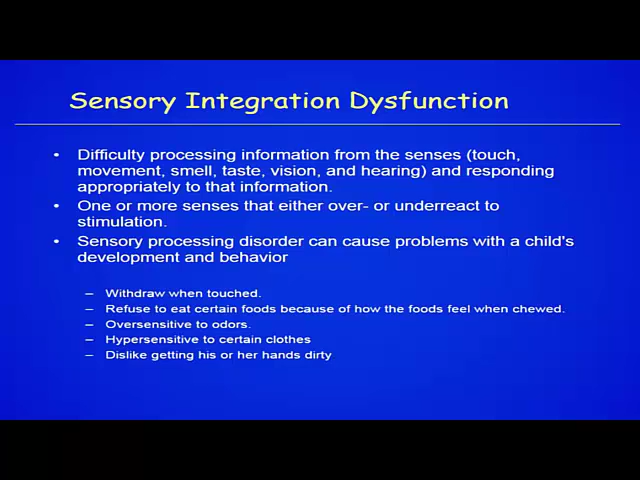 Sensory Integration Dysfunction
• Difficulty processing information from the senses (touch,
movement, smell, taste, vision, and hearing) and responding
appropriately to that information.
• One or more senses that either over- or underreact to
stimulation.
• Sensory processing disorder can cause problems with a child's
development and behavior
– Withdraw when touched.
– Refuse to eat certain foods because of how the foods feel when chewed.
– Oversensitive to odors.
– Hypersensitive to certain clothes
– Dislike getting his or her hands dirty